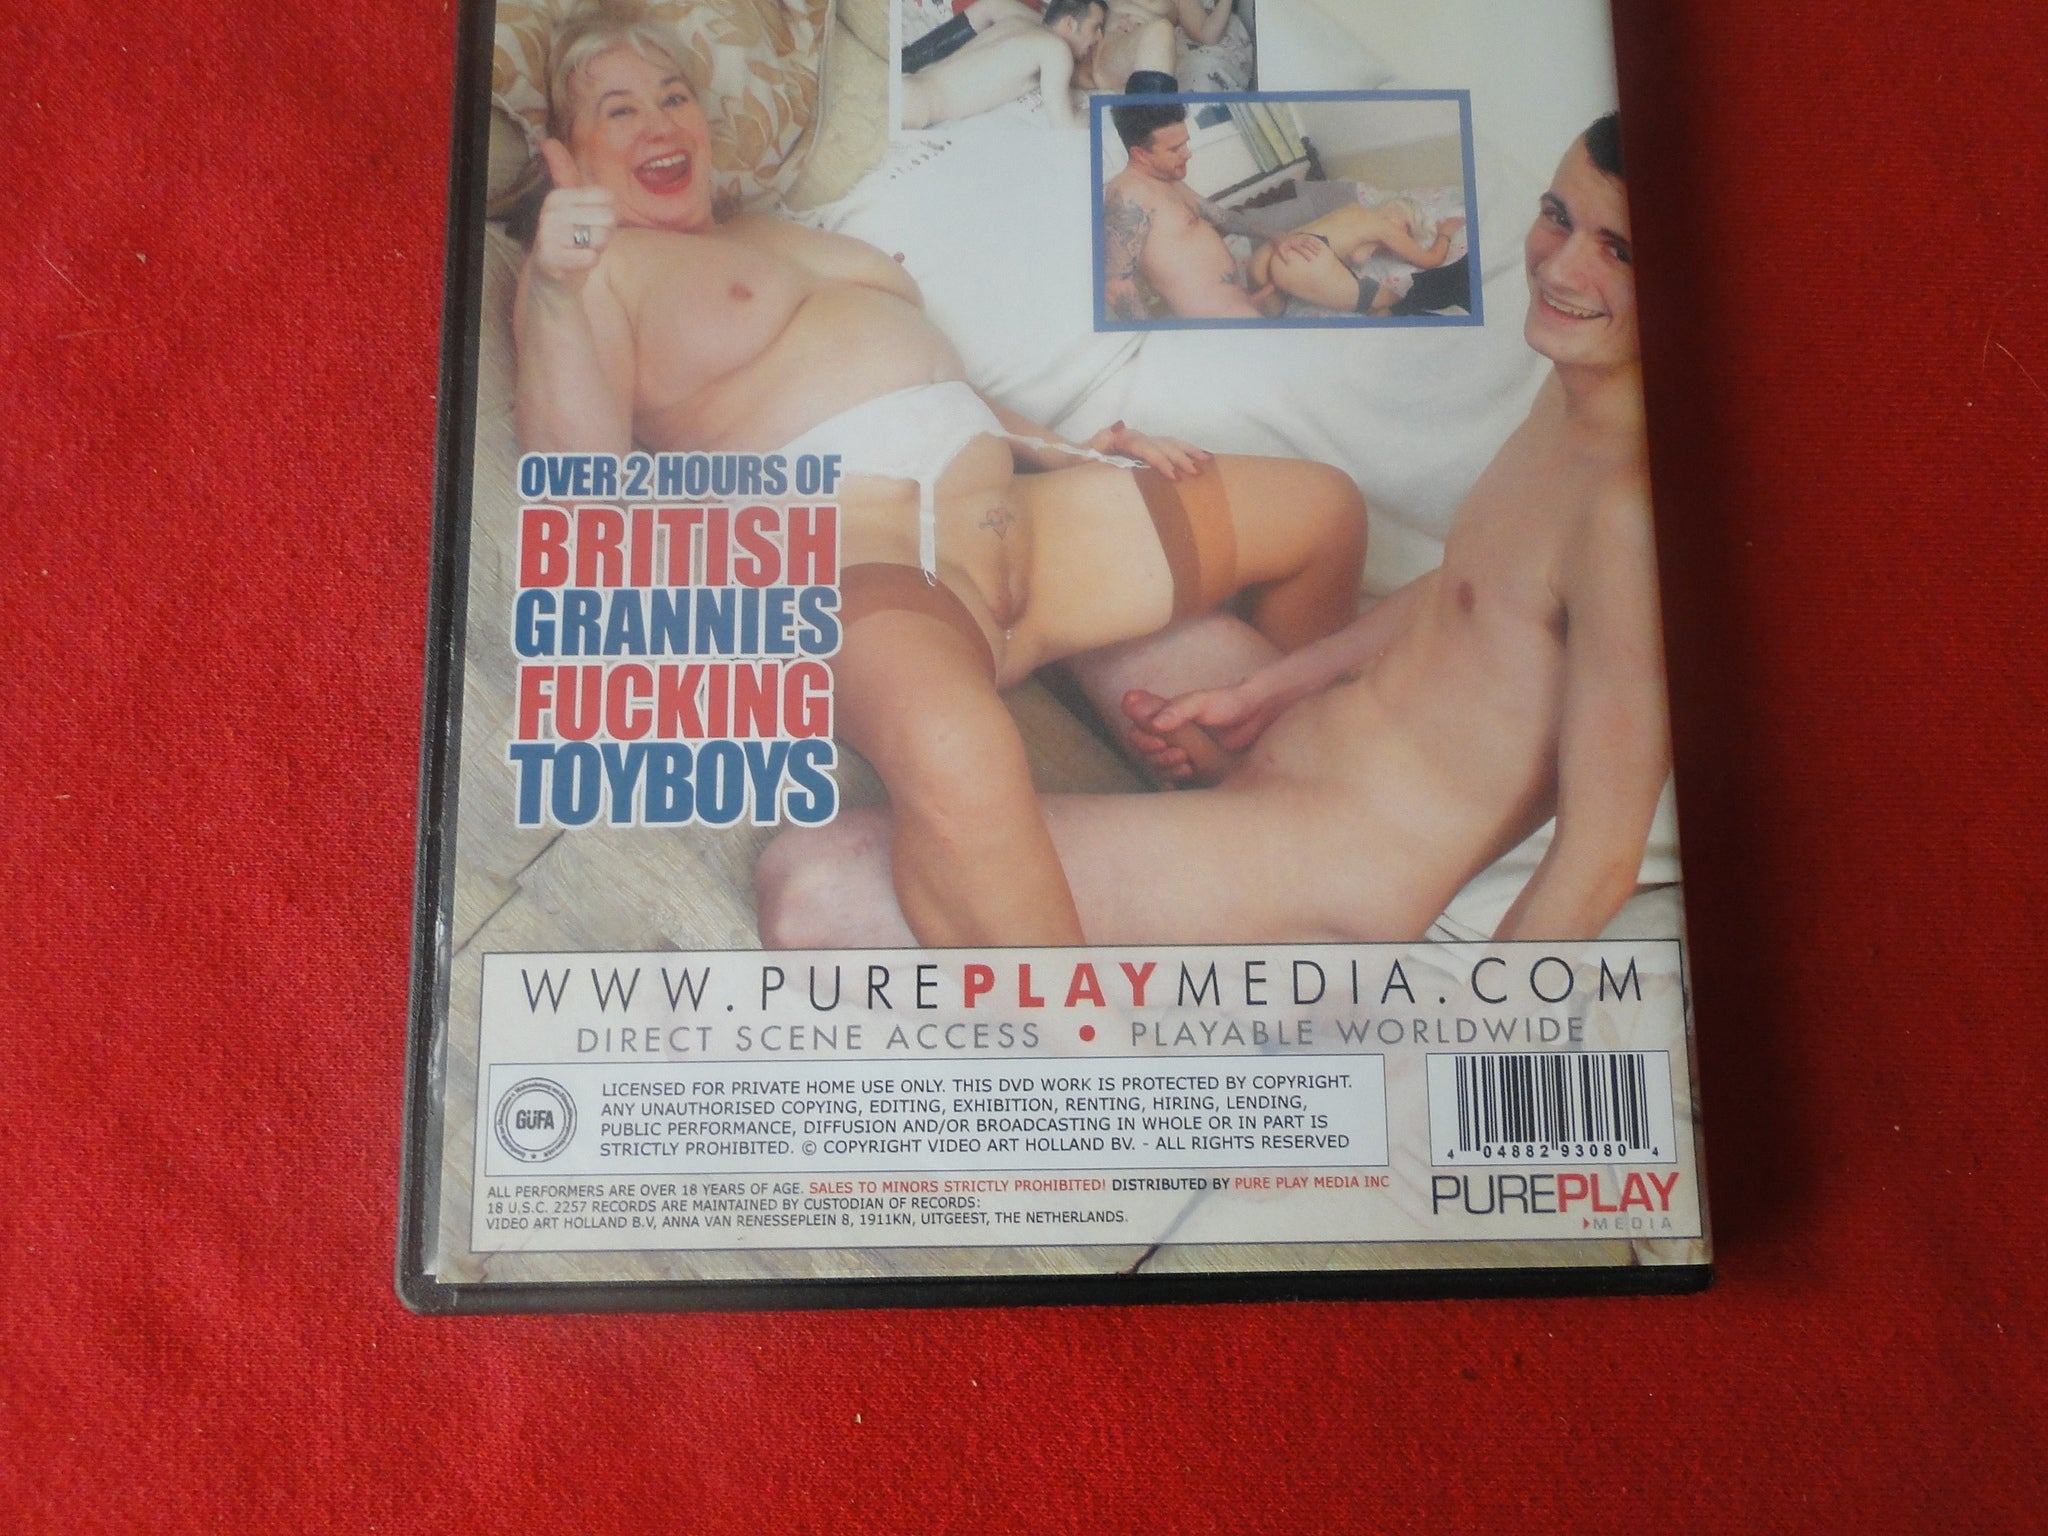 OVER 2 HOURS OF
BRITISH
GRANNIES
FUCKING
TOYBOYS
WWW.PUREPLAYMEDIA.COM
DIRECT SCENE ACCESS • PLAYABLE WORLDWIDE
GÜFA
LICENSED FOR PRIVATE HOME USE ONLY. THIS DVD WORK IS PROTECTED BY COPYRIGHT.
ANY UNAUTHORISED COPYING, EDITING, EXHIBITION, RENTING, HIRING, LENDING,
PUBLIC PERFORMANCE, DIFFUSION AND/OR BROADCASTING IN WHOLE OR IN PART IS
STRICTLY PROHIBITED. © COPYRIGHT VIDEO ART HOLLAND BV. - ALL RIGHTS RESERVED
4 04882 93080 4
ALL PERFORMERS ARE OVER 18 YEARS OF AGE. SALES TO MINORS STRICTLY PROHIBITED! DISTRIBUTED BY PURE PLAY MEDIA INC
18 U.S.C. 2257 RECORDS ARE MAINTAINED BY CUSTODIAN OF RECORDS:
VIDEO ART HOLLAND B.V, ANNA VAN RENESSEPLEIN 8, 1911KN, UITGEEST, THE NETHERLANDS.
PUREPLAY
MEDIA